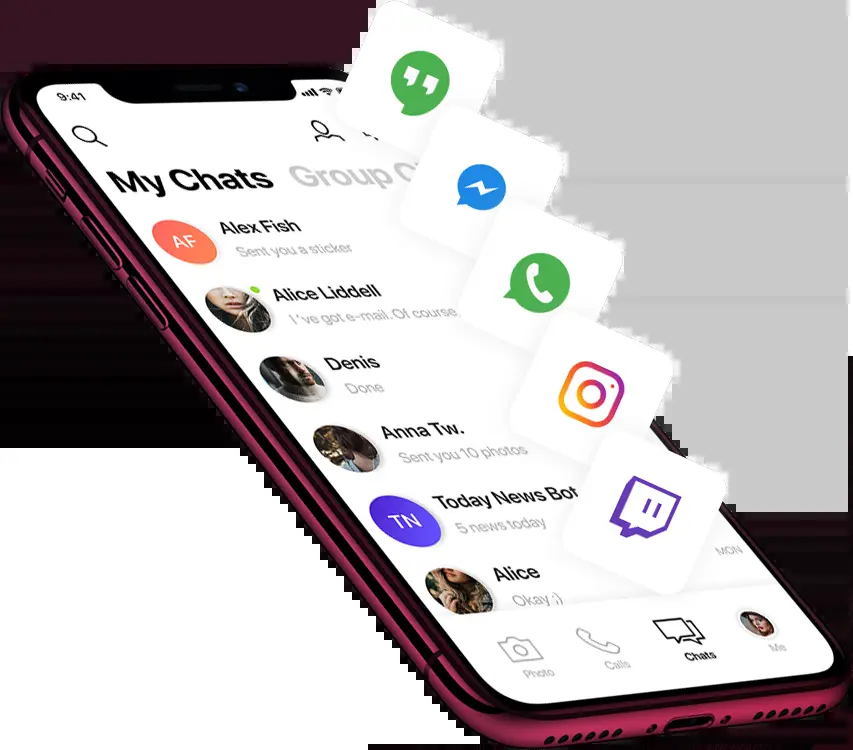 9:41
My Chats
Group C
AF
Alex Fish
Sent you a sticker
Alice Liddell
I've got e-mail. Of course.
Denis
Done
Anna Tw.
Sent you 10 photos
TN
Today News Bot
5 news today
MON
Alice
Okay ;)
Photo
Calls
Chats
Me